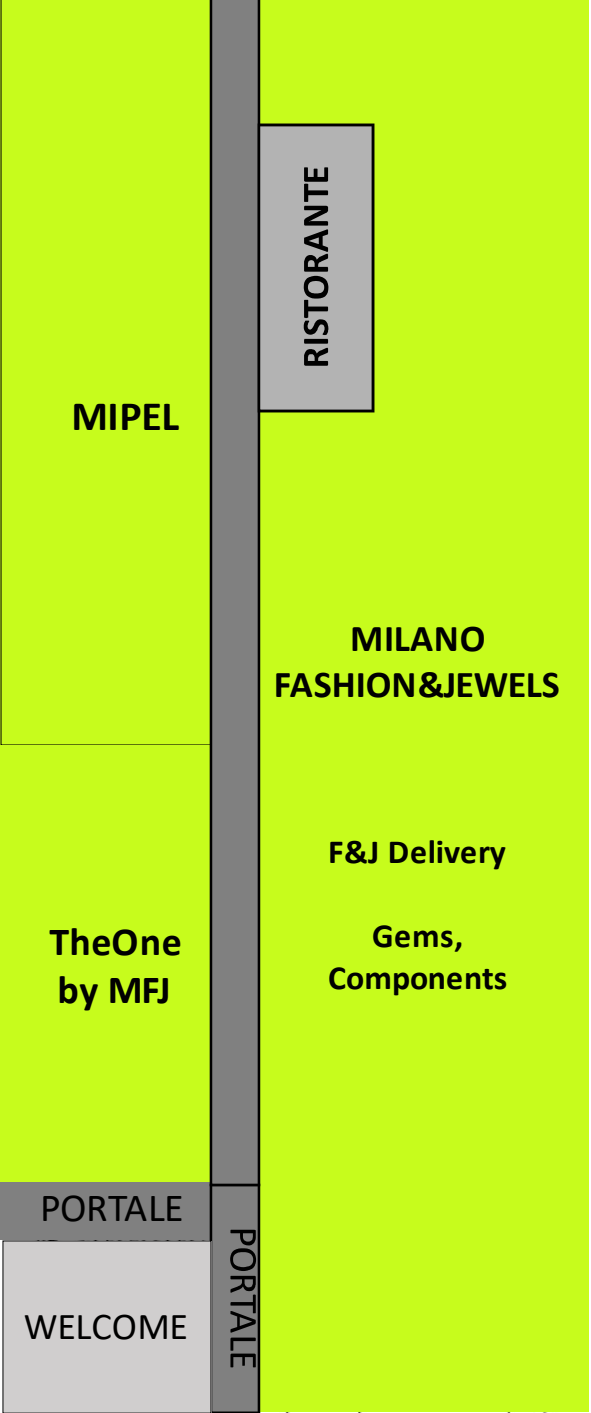 RISTORANTE
MIPEL
MILANO
FASHION&JEWELS
F&J Delivery
Gems,
Components
TheOne
by MFJ
PORTALE
PORTALE
WELCOME